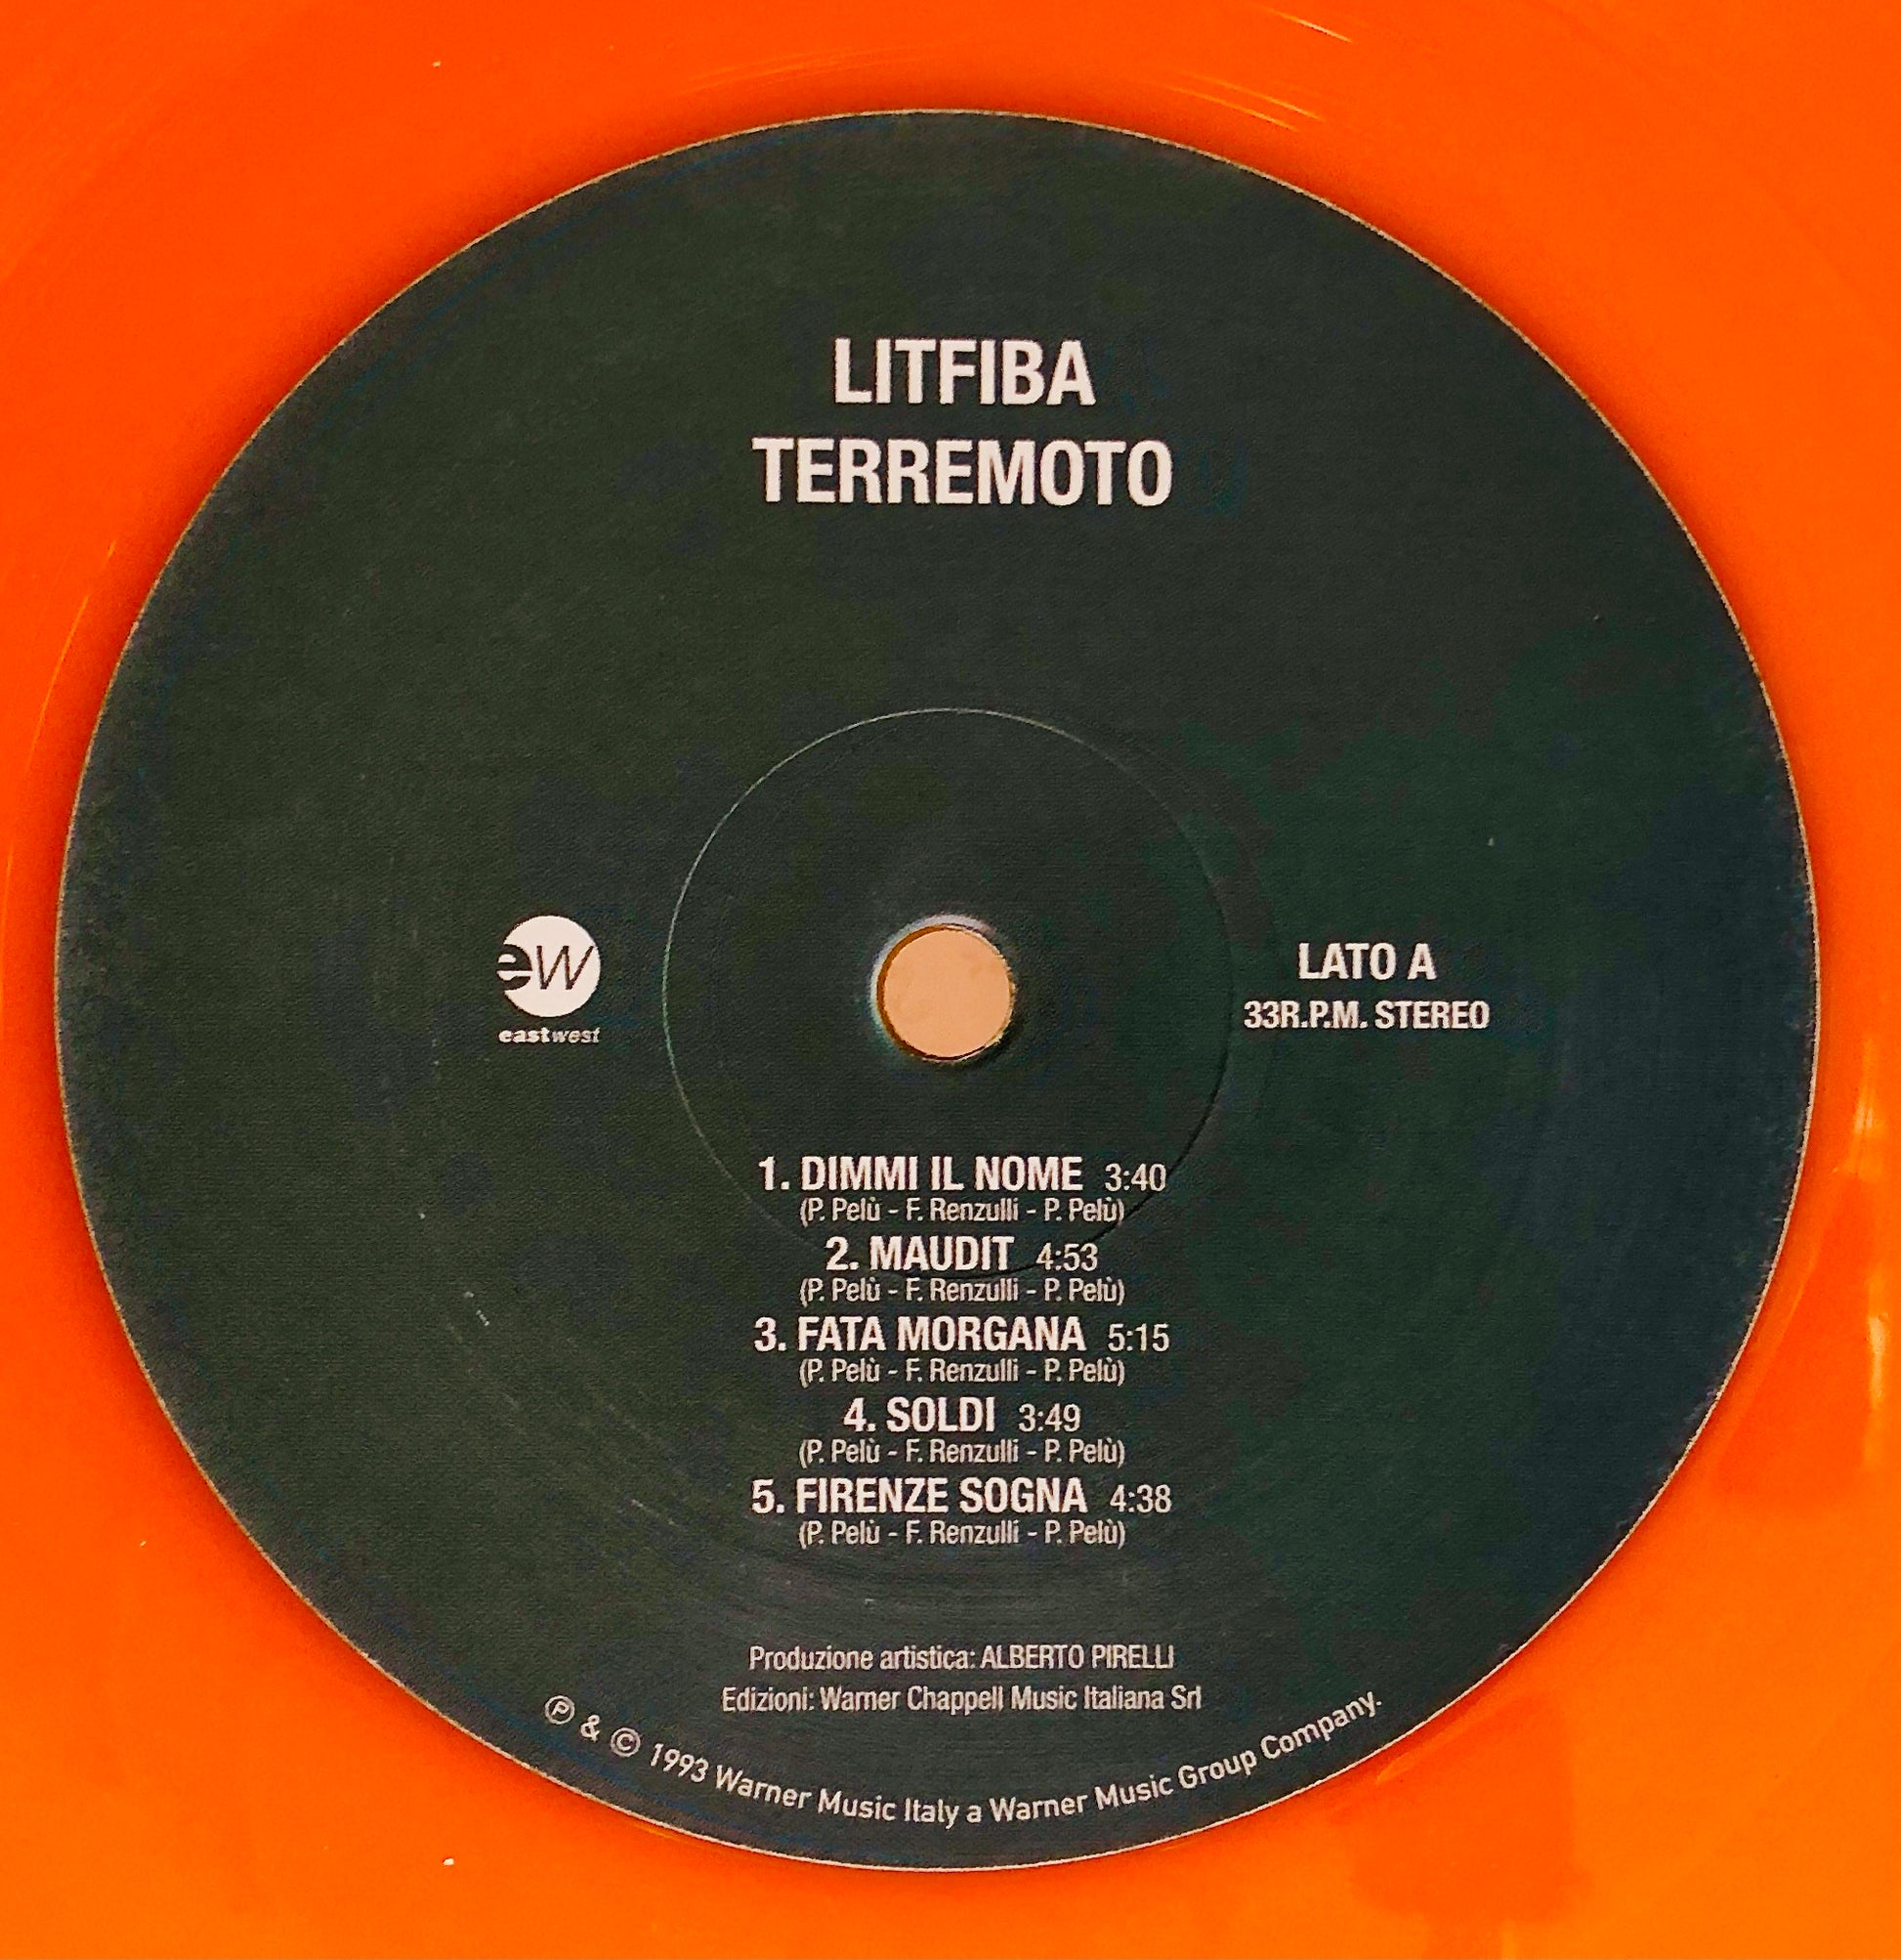 LITFIBA
TERREMOTO
ew
eastwest
LATO A
33R.P.M. STEREO
1. DIMMI IL NOME 3:40
(P. Pelù - F. Renzulli - P. Pelù)
2. MAUDIT 4:53
(P. Pelù - F. Renzulli - P. Pelù)
3. FATA MORGANA 5:15
(P. Pelù - F. Renzulli - P. Pelù)
4. SOLDI 3:49
(P. Pelù - F. Renzulli - P. Pelù)
5. FIRENZE SOGNA 4:38
(P. Pelù - F. Renzulli - P. Pelù)
Produzione artistica: ALBERTO PIRELLI
Edizioni: Warner Chappell Music Italiana Srl
℗ & © 1993 Warner Music Italy a Warner Music Group Company.